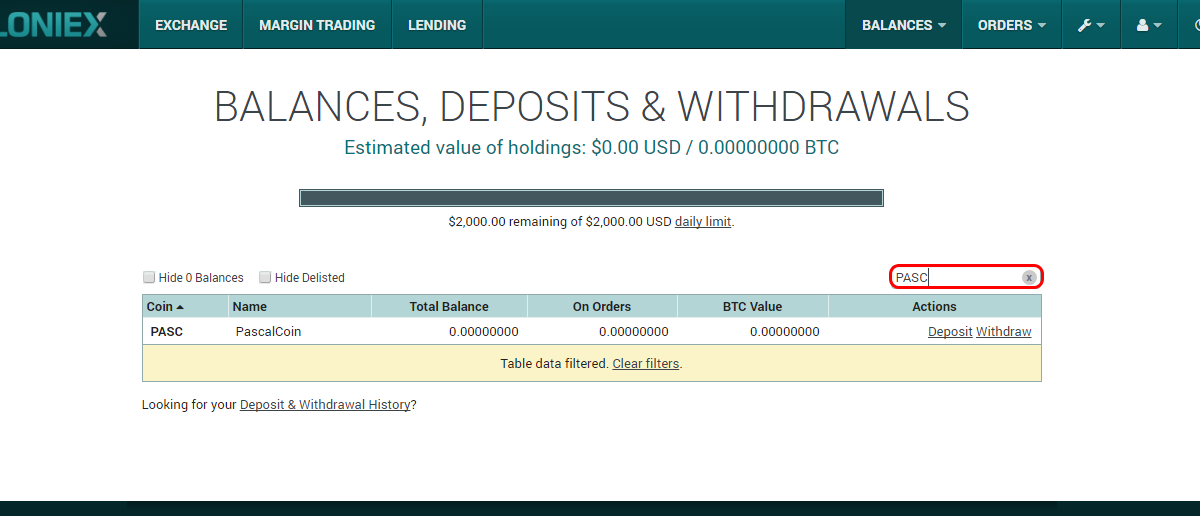 LONIEX EXCHANGE MARGIN TRADING LENDING BALANCES ORDERS
BALANCES, DEPOSITS & WITHDRAWALS
Estimated value of holdings: $0.00 USD / 0.00000000 BTC
$2,000.00 remaining of $2,000.00 USD daily limit.
Hide 0 Balances Hide Delisted PASC x
Coin Name Total Balance On Orders BTC Value Actions
PASC PascalCoin 0.00000000 0.00000000 0.00000000 Deposit Withdraw
Table data filtered. Clear filters.
Looking for your Deposit & Withdrawal History?